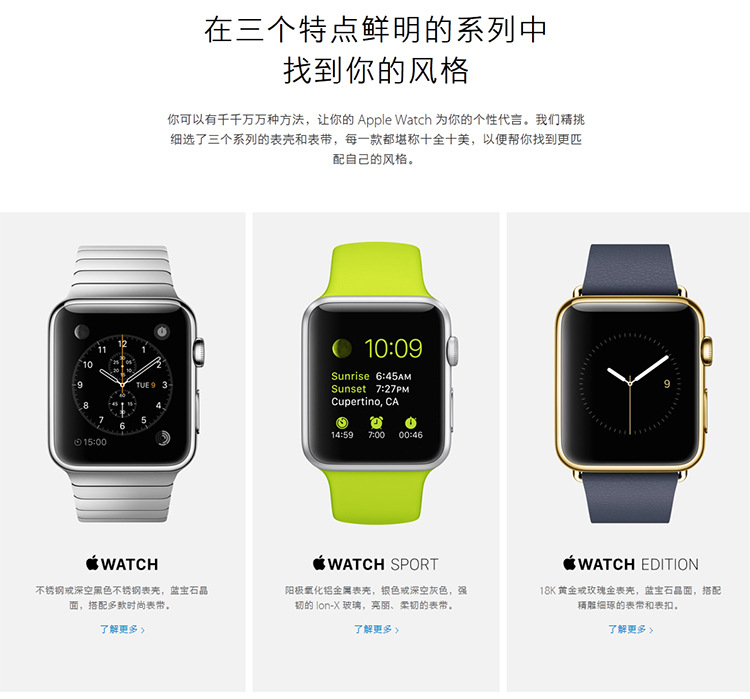 在三个特点鲜明的系列中
找到你的风格
你可以有千千万万种方法，让你的 Apple Watch 为你的个性代言。我们精挑
细选了三个系列的表壳和表带，每一款都堪称十全十美，以便帮你找到更匹
配自己的风格。
12
11
1
10
2
9
TUE 9
3
8
4
7
5
6
60
05
10
15
30
45
50
55
15:00
10:09
Sunrise 6:45AM
Sunset 7:27PM
Cupertino, CA
14:59 7:00 00:46
9
WATCH
不锈钢或深空黑色不锈钢表壳，蓝宝石晶
面，搭配多款时尚表带。
了解更多 >
WATCH SPORT
阳极氧化铝金属表壳，银色或深空灰色，强
韧的 Ion-X 玻璃，亮丽、柔韧的表带。
了解更多 >
WATCH EDITION
18K 黄金或玫瑰金表壳，蓝宝石晶面，搭配
精雕细琢的表带和表扣。
了解更多 >